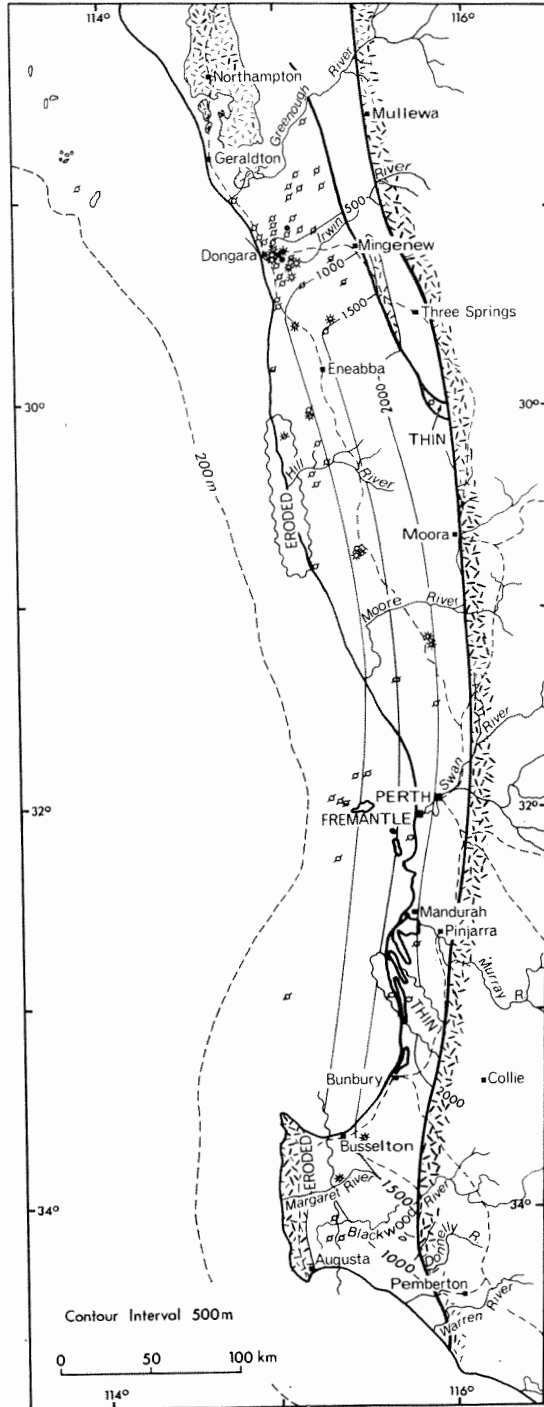 114°
116°
Northampton
Greenough
River
Mullewa
Geraldton
River
500
Irwin
Dongara
Mingenew
1000
1500
Three Springs
Eneabba
2000
30°
30°
THIN
200m
Hill
River
ERODED
Moora
Moore
River
River
Swan
32°
PERTH
32°
FREMANTLE
Mandurah
Pinjarra
Murray
R.
THIN
Bunbury
Collie
2000
ERODED
Busselton
Margaret River
1500
River
34°
34°
Blackwood
Donnelly
R.
1000
Augusta
Pemberton
Warren River
Contour Interval 500m
0 50 100 km
114°
116°